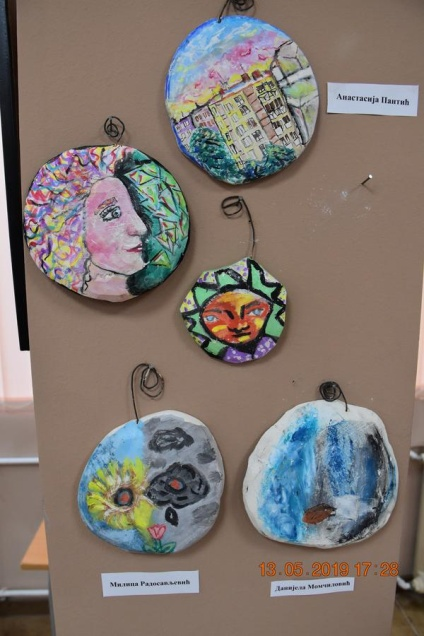 Анастасија Пантић
13.05.2019 17:28
Милица Радосављевић
Данијела Момчиловић